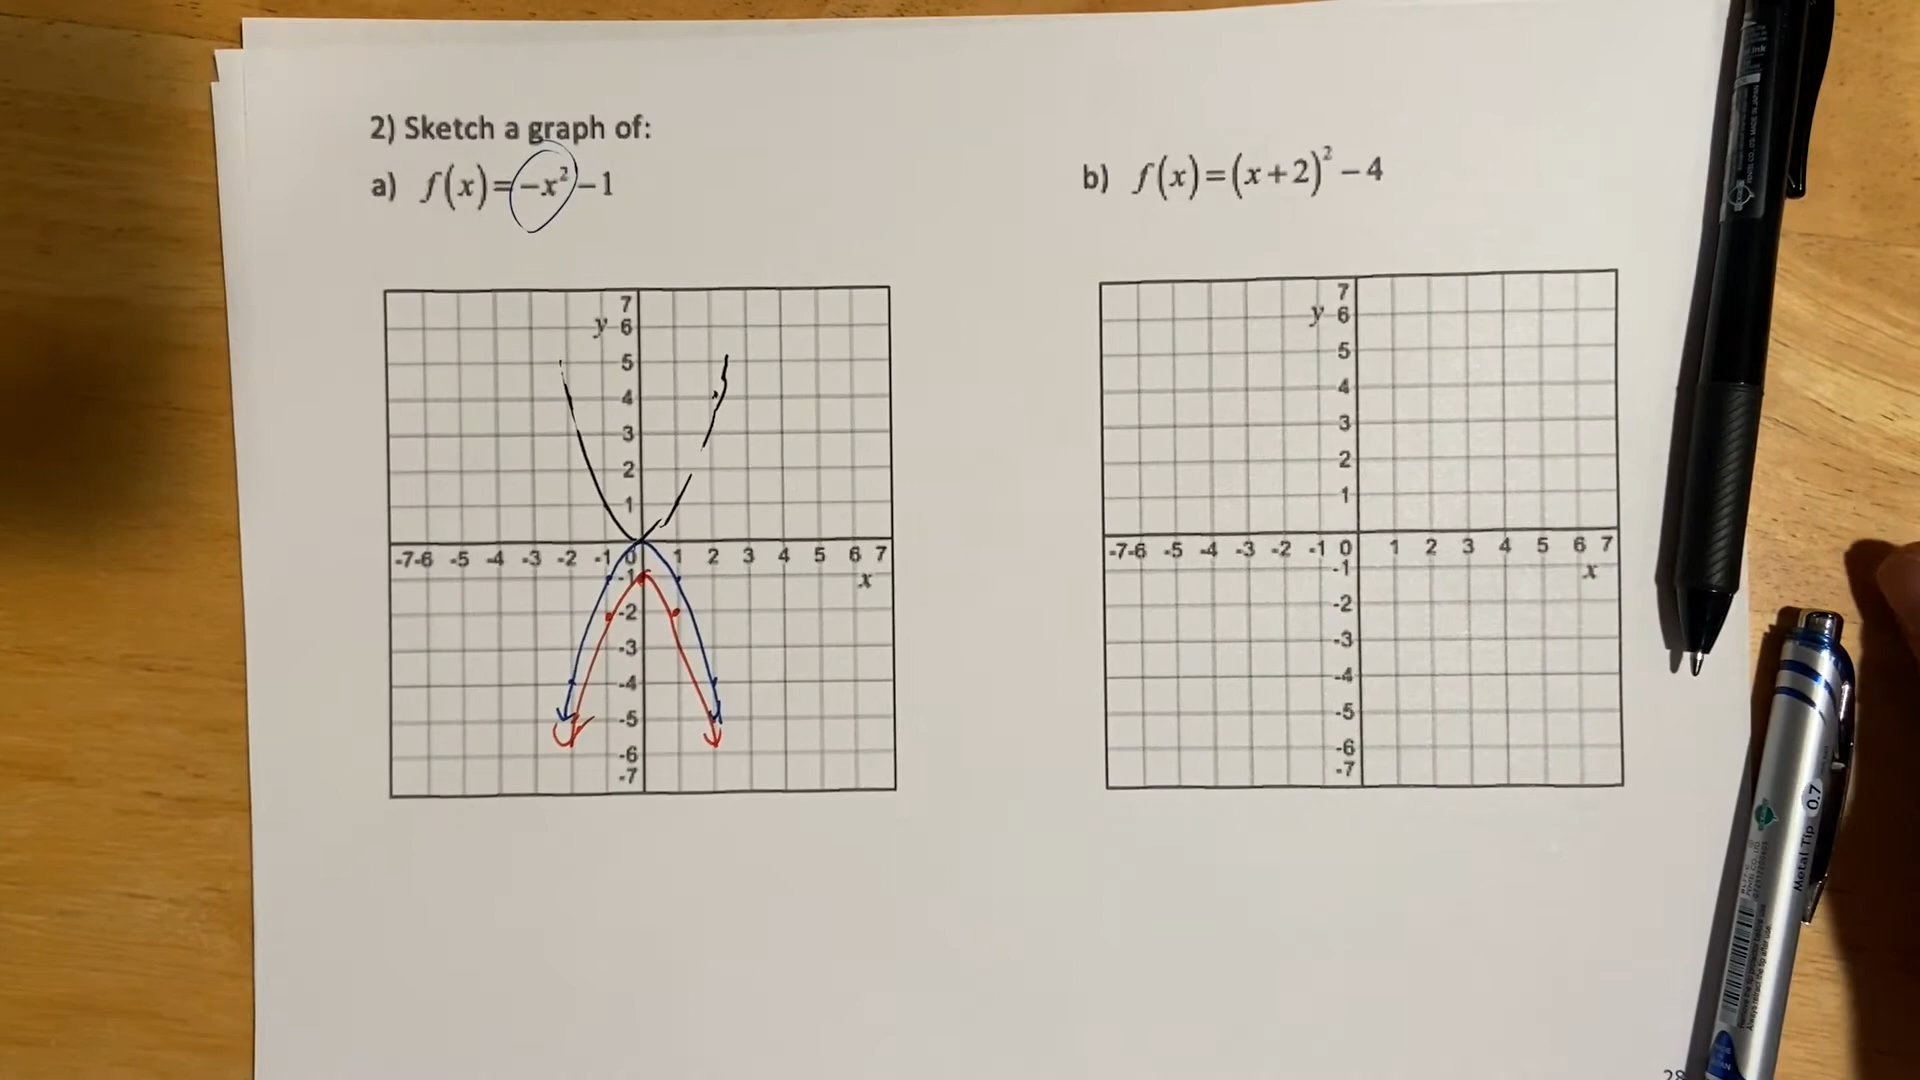 2) Sketch a graph of:
a) f(x)=-x²-1
b) f(x)=(x+2)²-4
7
y 6
5
4
3
2
1
-7-6 -5 -4 -3 -2 -1 0 1 2 3 4 5 6 7
x
-1
-2
-3
-4
-5
-6
-7
7
y 6
5
4
3
2
1
-7-6 -5 -4 -3 -2 -1 0 1 2 3 4 5 6 7
x
-1
-2
-3
-4
-5
-6
-7
Metal Tip 0.7
28